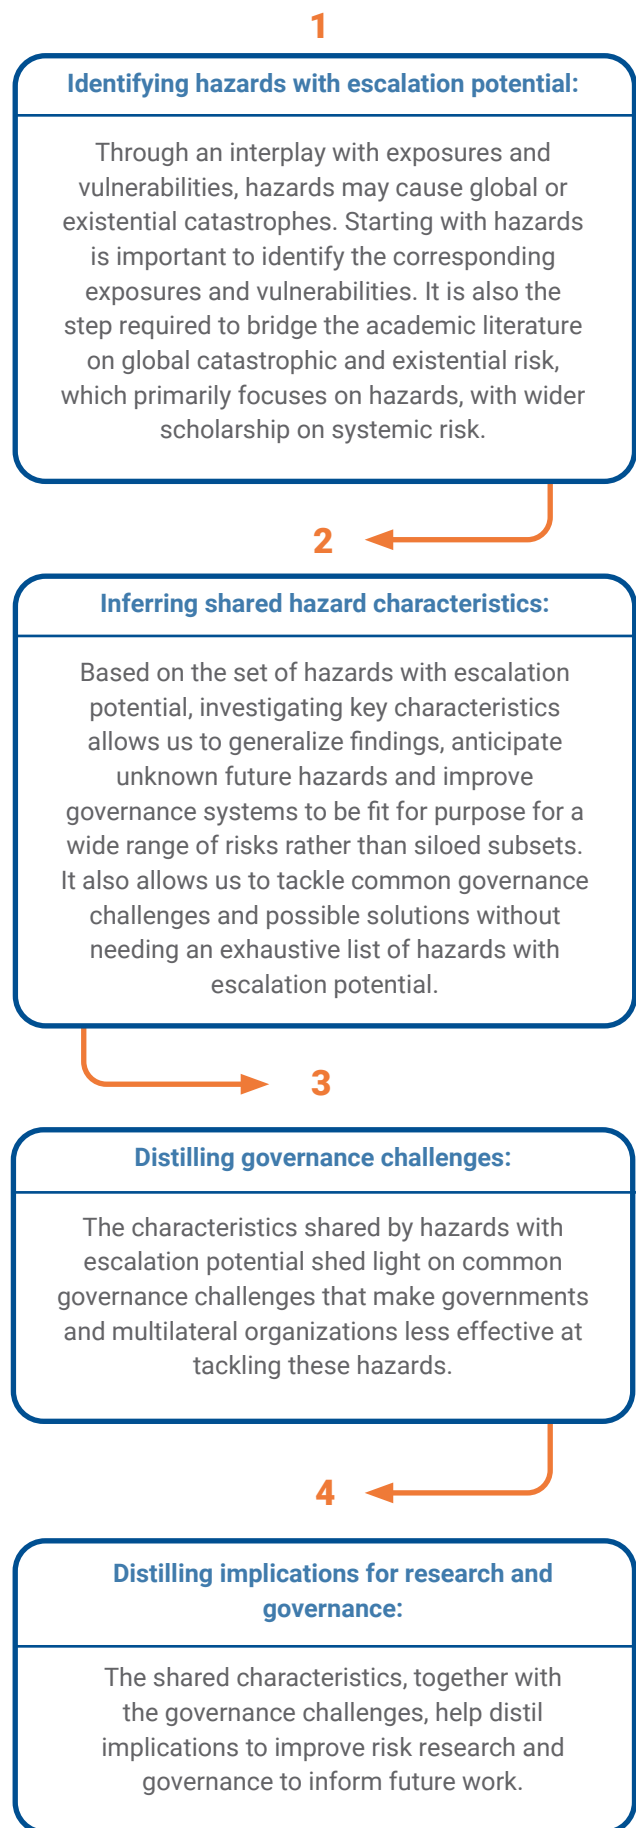 1
Identifying hazards with escalation potential:
Through an interplay with exposures and
vulnerabilities, hazards may cause global or
existential catastrophes. Starting with hazards
is important to identify the corresponding
exposures and vulnerabilities. It is also the
step required to bridge the academic literature
on global catastrophic and existential risk,
which primarily focuses on hazards, with wider
scholarship on systemic risk.
2
Inferring shared hazard characteristics:
Based on the set of hazards with escalation
potential, investigating key characteristics
allows us to generalize findings, anticipate
unknown future hazards and improve
governance systems to be fit for purpose for a
wide range of risks rather than siloed subsets.
It also allows us to tackle common governance
challenges and possible solutions without
needing an exhaustive list of hazards with
escalation potential.
3
Distilling governance challenges:
The characteristics shared by hazards with
escalation potential shed light on common
governance challenges that make governments
and multilateral organizations less effective at
tackling these hazards.
4
Distilling implications for research and
governance:
The shared characteristics, together with
the governance challenges, help distil
implications to improve risk research and
governance to inform future work.